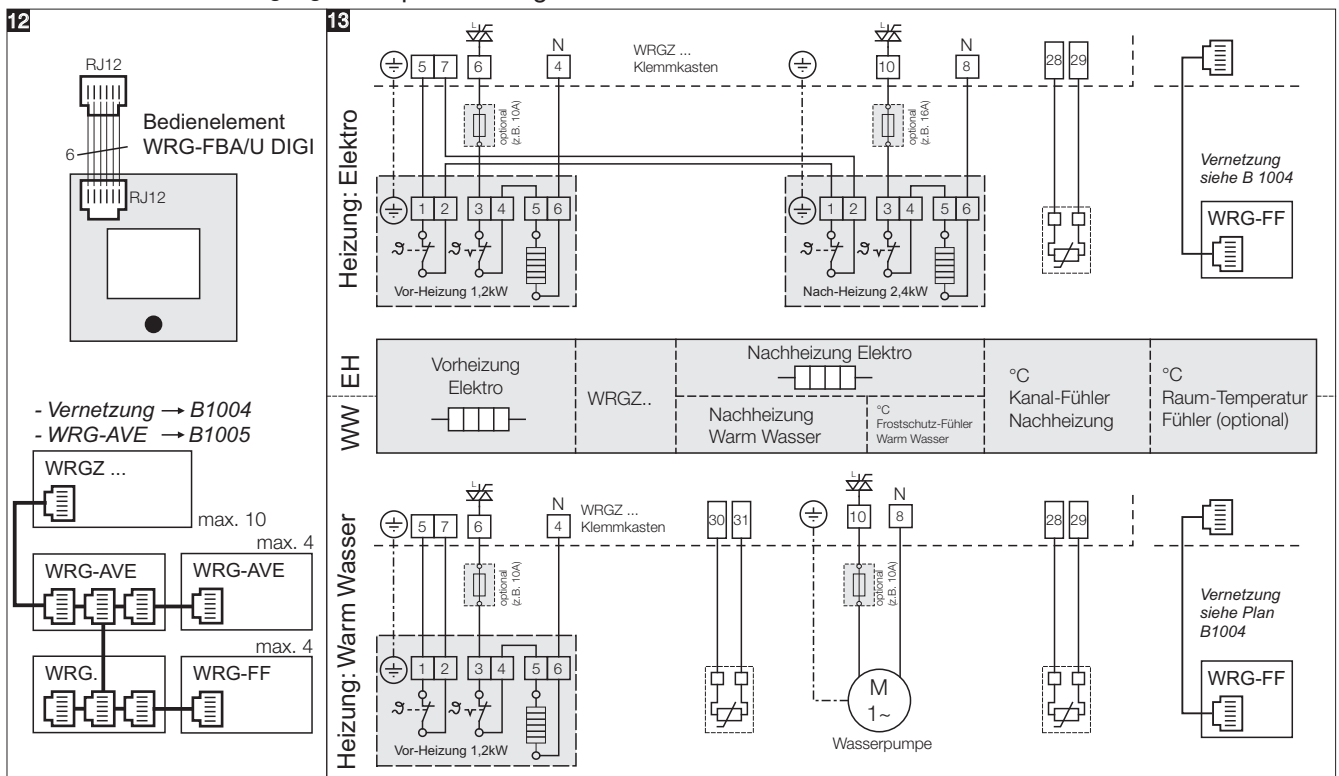 12
RJ12
Bedienelement
WRG-FBA/U DIGI
6
RJ12
- Vernetzung → B1004
- WRG-AVE → B1005
WRGZ ...
max. 10
max. 4
WRG-AVE
WRG-AVE
max. 4
WRG.
WRG-FF
13
Heizung: Elektro
5 7
L
6
N
4
WRGZ ...
Klemmkasten
L
10
N
8
28 29
optional
(z.B. 10A)
optional
(z.B. 16A)
Vernetzung
siehe B 1004
WRG-FF
1 2 3 4 5 6
ϑ
ϑ
Vor-Heizung 1,2kW
1 2 3 4 5 6
ϑ
ϑ
Nach-Heizung 2,4kW
EH
WW
Vorheizung
Elektro
WRGZ..
Nachheizung Elektro
Nachheizung
Warm Wasser
°C
Frostschutz-Fühler
Warm Wasser
°C
Kanal-Fühler
Nachheizung
°C
Raum-Temperatur
Fühler (optional)
Heizung: Warm Wasser
5 7
L
6
N
4
WRGZ ...
Klemmkasten
30 31
L
10
N
8
28 29
optional
(z.B. 10A)
optional
(z.B. 10A)
Vernetzung
siehe Plan
B1004
WRG-FF
1 2 3 4 5 6
ϑ
ϑ
Vor-Heizung 1,2kW
M
1~
Wasserpumpe